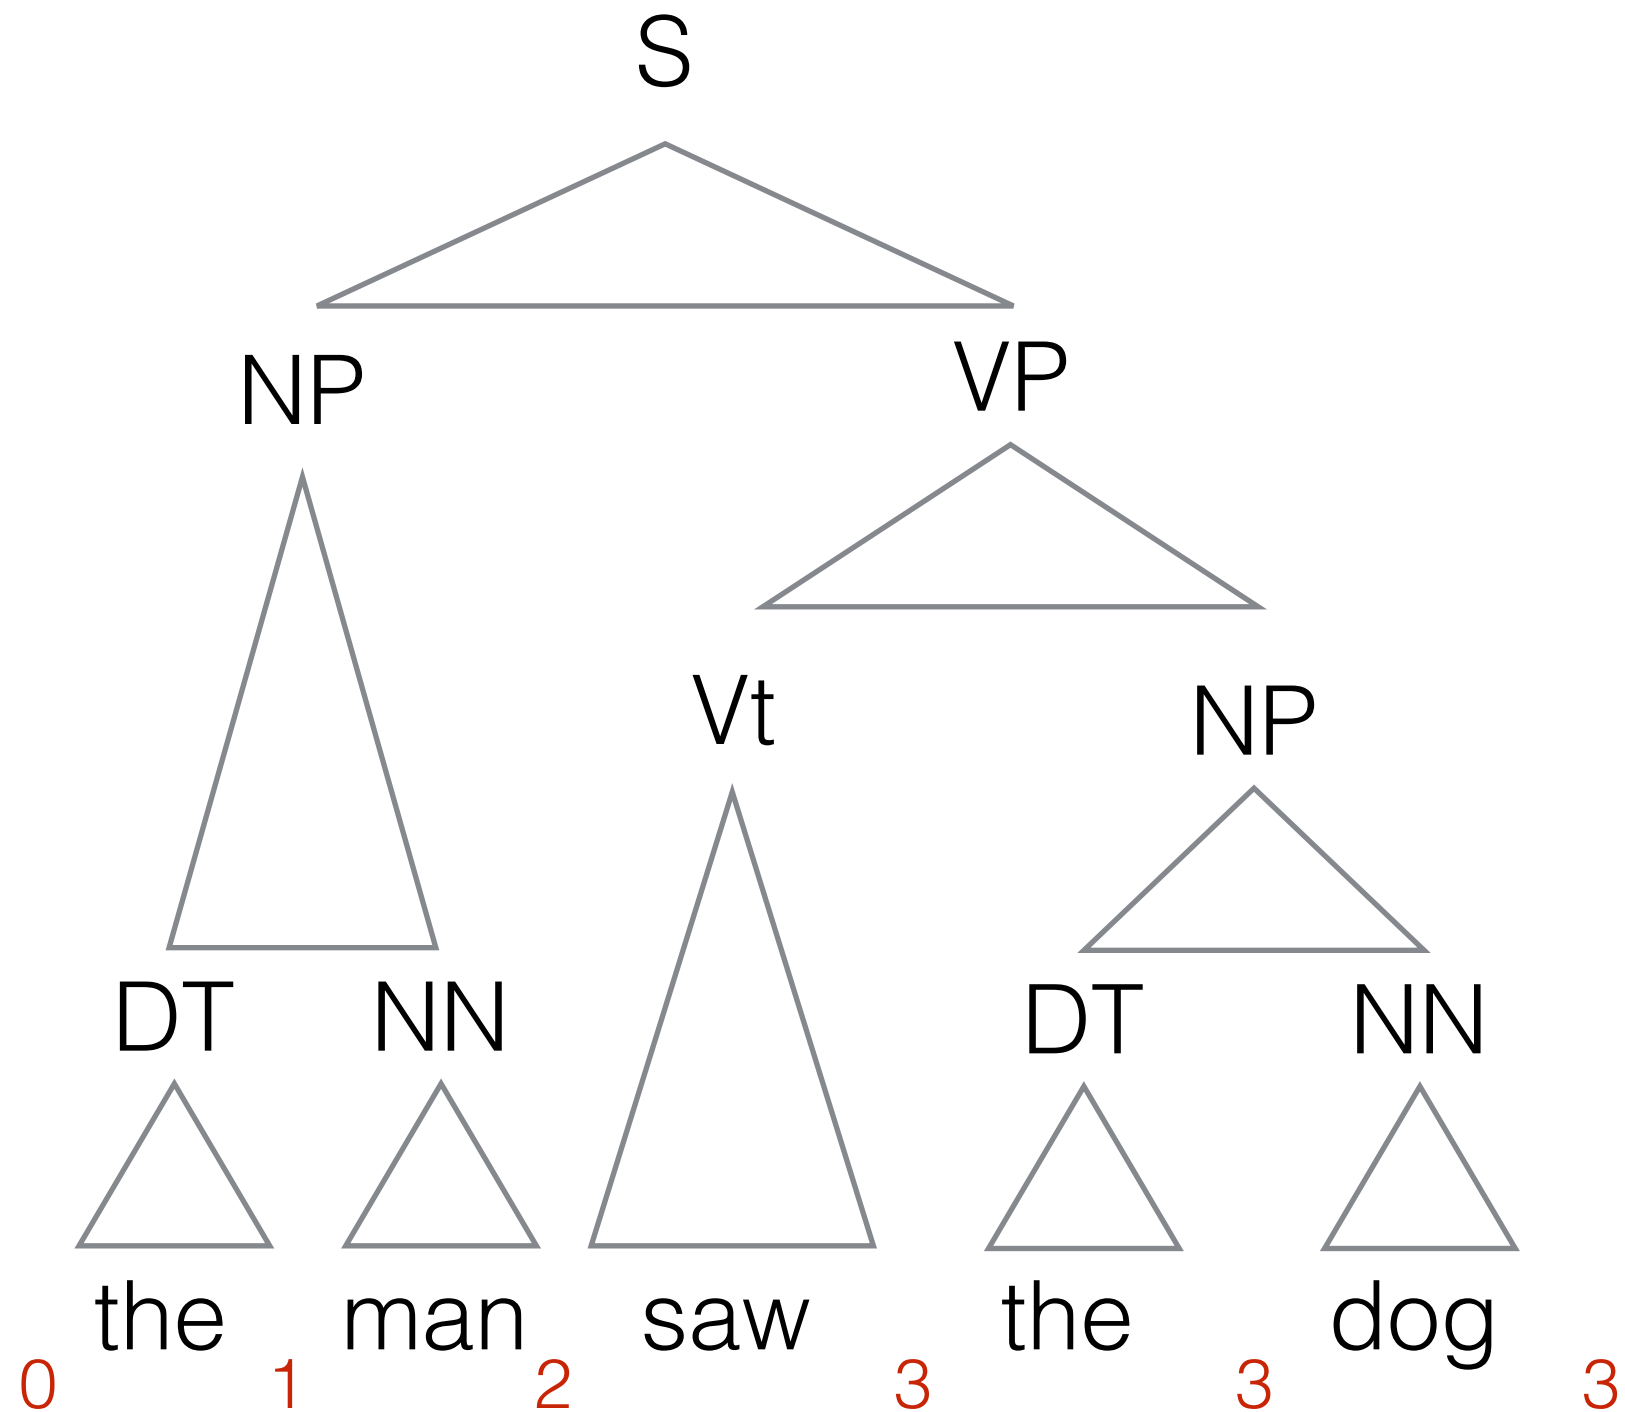 S
NP VP
Vt NP
DT NN DT NN
the man saw the dog
0 1 2 3 3 3